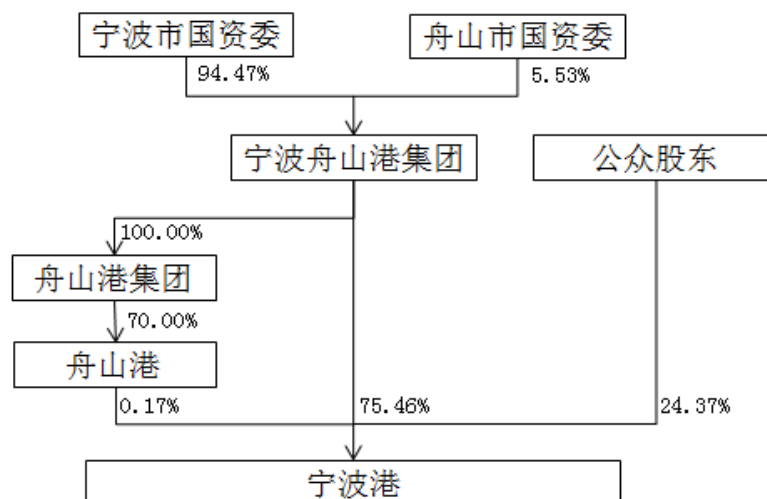 宁波市国资委
舟山市国资委
94.47%
5.53%
宁波舟山港集团
公众股东
100.00%
舟山港集团
70.00%
舟山港
0.17%
75.46%
24.37%
宁波港